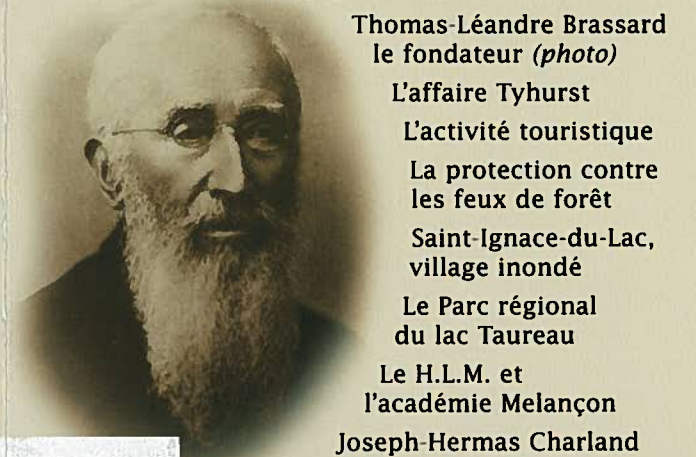 Thomas-Léandre Brassard
le fondateur (photo)
L'affaire Tyhurst
L'activité touristique
La protection contre
les feux de forêt
Saint-Ignace-du-Lac,
village inondé
Le Parc régional
du lac Taureau
Le H.L.M. et
l'académie Melançon
Joseph-Hermas Charland